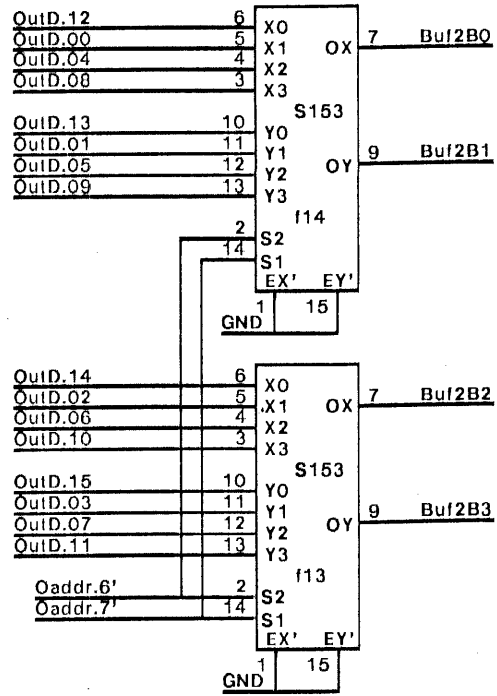 OutD.12 6 X0 OX 7 Buf2B0
OutD.00 5 X1
OutD.04 4 X2
OutD.08 3 X3
S153
OutD.13 10 Y0
OutD.01 11 Y1 OY 9 Buf2B1
OutD.05 12 Y2
OutD.09 13 Y3
f14
2 S2
14 S1
EX' EY'
1 15
GND
OutD.14 6 X0 OX 7 Buf2B2
OutD.02 5 X1
OutD.06 4 X2
OutD.10 3 X3
S153
OutD.15 10 Y0
OutD.03 11 Y1 OY 9 Buf2B3
OutD.07 12 Y2
OutD.11 13 Y3
f13
Oaddr.6' 2 S2
Oaddr.7' 14 S1
EX' EY'
1 15
GND